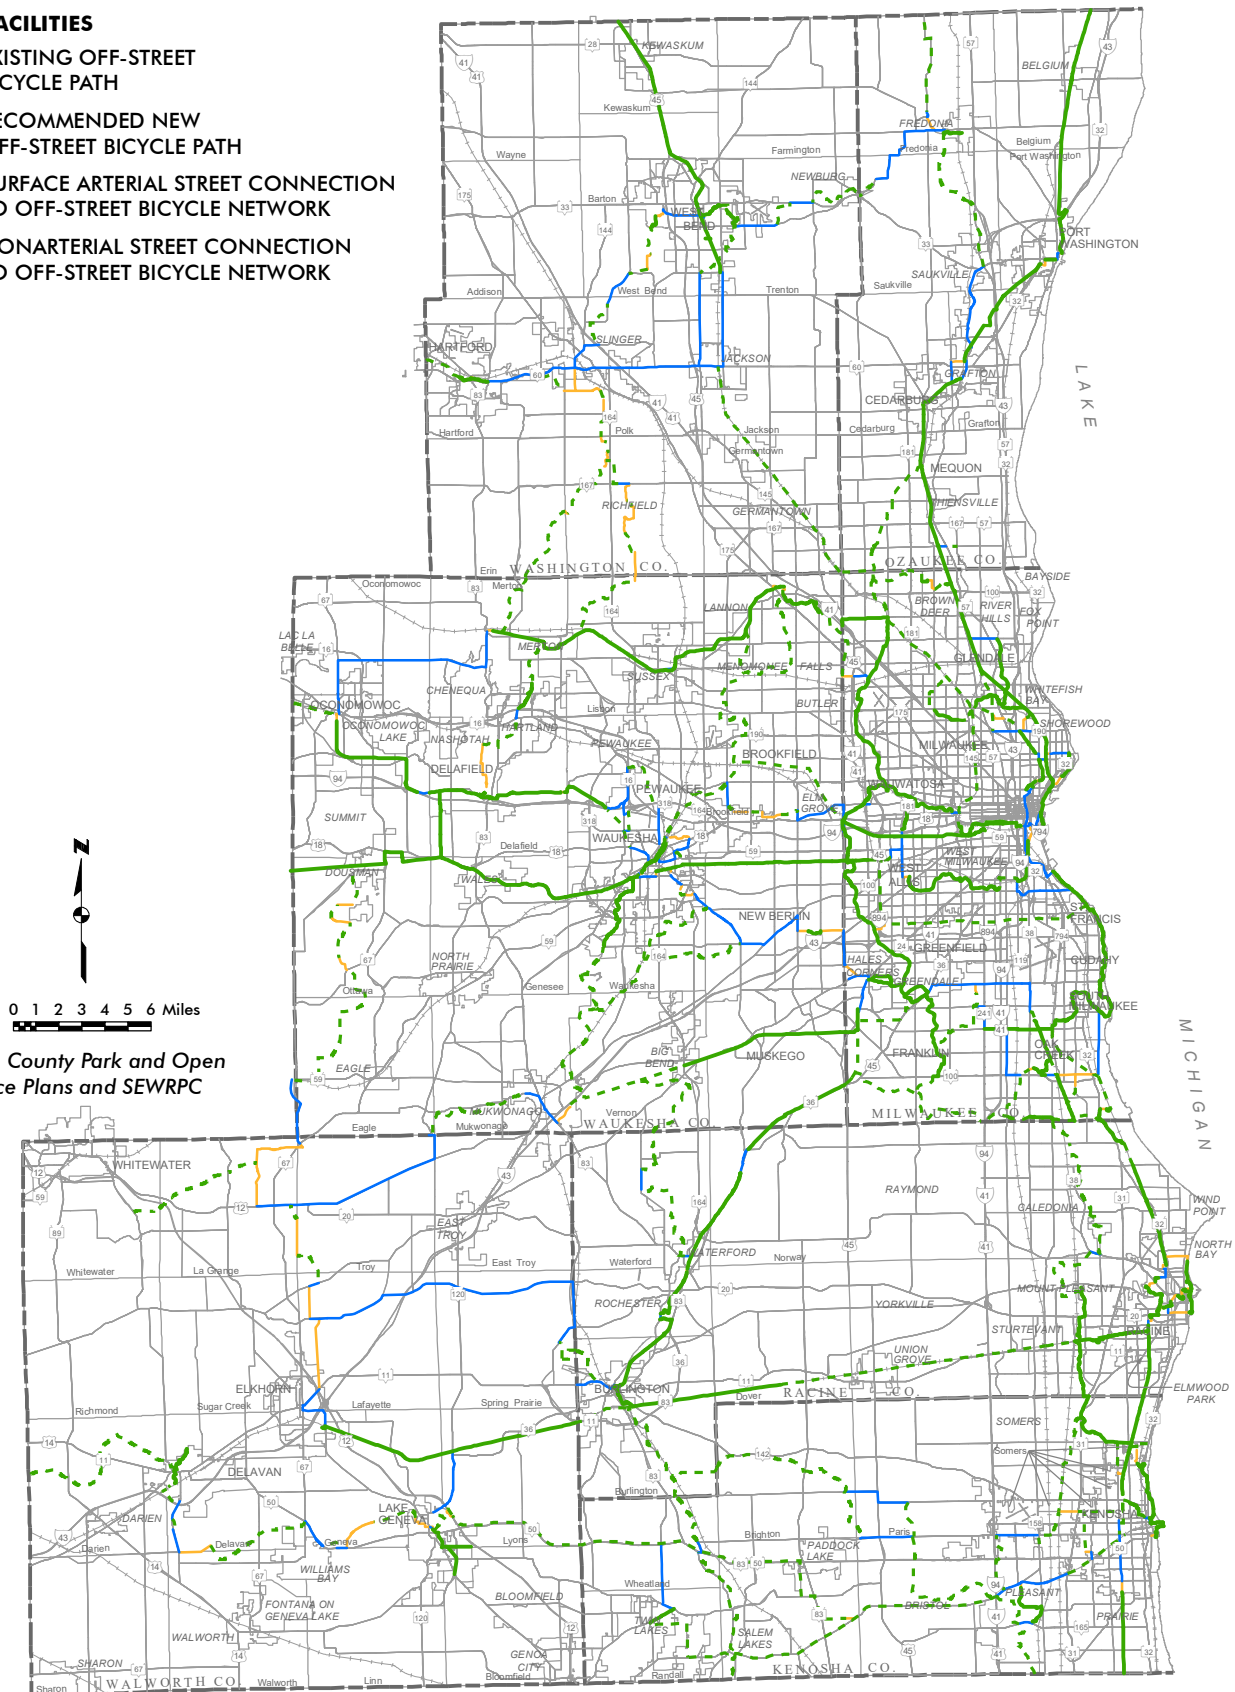 ACILITIES
XISTING OFF-STREET
CYCLE PATH
ECOMMENDED NEW
FF-STREET BICYCLE PATH
URFACE ARTERIAL STREET CONNECTION
O OFF-STREET BICYCLE NETWORK
ONARTERIAL STREET CONNECTION
O OFF-STREET BICYCLE NETWORK
KEWASKUM
Kewaskum
Wayne
Barton
Farmington
NEWBURG
FREDONIA
Fredonia
BELGIUM
Belgium
Port Washington
WEST
BEND
PORT
WASHINGTON
SAUKVILLE
Saukville
Addison
West Bend
Trenton
HARTFORD
SLINGER
JACKSON
GRAFTON
CEDARBURG
Cedarburg
Grafton
Hartford
Polk
Jackson
Germantown
MEQUON
THIENSVILLE
RICHFIELD
GERMANTOWN
LAKE
MICHIGAN
Erin
WASHINGTON CO.
OZAUKEE CO.
Oconomowoc
Merton
LANNON
BAYSIDE
BROWN
DEER
RIVER
HILLS
FOX
POINT
LAC LA
BELLE
MERTON
MENOMONEE FALLS
GLENDALE
SUSSEX
CHENEQUA
BUTLER
WHITEFISH
BAY
OCONOMOWOC
OCONOMOWOC
LAKE
NASHOTAH
HARTLAND
Lisbon
SHOREWOOD
DELAFIELD
PEWAUKEE
BROOKFIELD
MILWAUKEE
PEWAUKEE
WAUWATOSA
ELM
GROVE
Brookfield
SUMMIT
WAUKESHA
Delafield
WEST
MILWAUKEE
DOUSMAN
WALES
WEST
ALLIS
NEW BERLIN
ST.
FRANCIS
GREENFIELD
NORTH
PRAIRIE
HALES
CORNERS
GREENDALE
CUDAHY
Ottawa
Genesee
Waukesha
SOUTH
MILWAUKEE
EAGLE
BIG
BEND
MUSKEGO
FRANKLIN
OAK
CREEK
N
0 1 2 3 4 5 6 Miles
County Park and Open
ce Plans and SEWRPC
MUKWONAGO
Mukwonago
Eagle
Vernon
WAUKESHA CO.
MILWAUKEE CO.
WHITEWATER
RAYMOND
CALEDONIA
WIND
POINT
NORTH
BAY
EAST
TROY
WATERFORD
Waterford
Norway
Whitewater
La Grange
Troy
East Troy
ROCHESTER
YORKVILLE
MOUNT PLEASANT
STURTEVANT
RACINE
UNION
GROVE
ELKHORN
BURLINGTON
Dover
RACINE CO.
ELMWOOD
PARK
Richmond
Sugar Creek
Lafayette
Spring Prairie
SOMERS
Somers
DELAVAN
Burlington
DARIEN
Darien
LAKE
GENEVA
Delavan
Geneva
Lyons
Brighton
Paris
KENOSHA
PADDOCK
LAKE
WILLIAMS
BAY
Wheatland
BLOOMFIELD
BRISTOL
PLEASANT
PRAIRIE
FONTANA ON
GENEVA LAKE
WALWORTH
TWIN
LAKES
SALEM
LAKES
SHARON
Sharon
WALWORTH CO.
Walworth
Linn
GENOA
CITY
Bloomfield
Randall
KENOSHA CO.